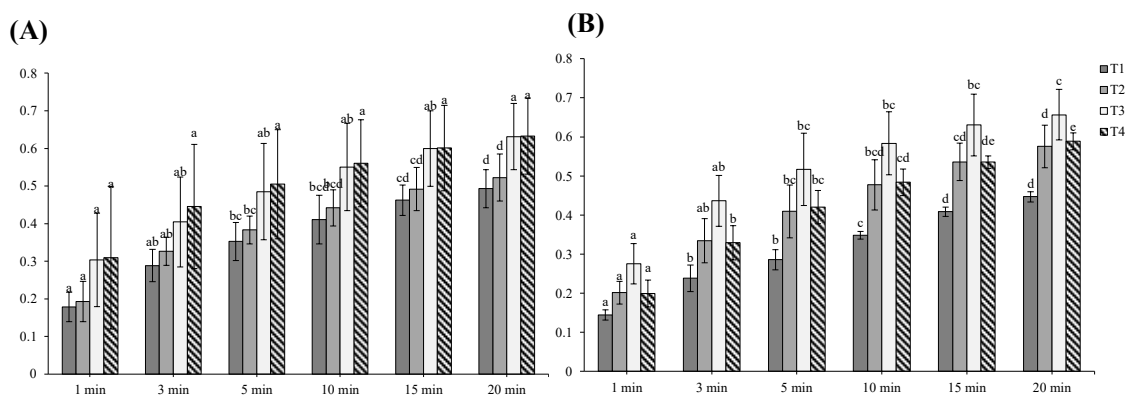 (A)
0.8
0.7
0.6
0.5
0.4
0.3
0.2
0.1
0
a a a a
ab ab ab a
bc bc ab a
bcd bcd ab a
cd cd ab a
d d a a
1 min 3 min 5 min 10 min 15 min 20 min
(B)
0.8
0.7
0.6
0.5
0.4
0.3
0.2
0.1
0
a a a a
b ab ab b
b bc bc bc
c bcd bc cd
d cd bc de
d d c e
1 min 3 min 5 min 10 min 15 min 20 min
T1
T2
T3
T4